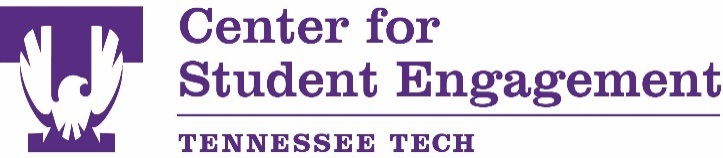 Center for
Student Engagement
TENNESSEE TECH